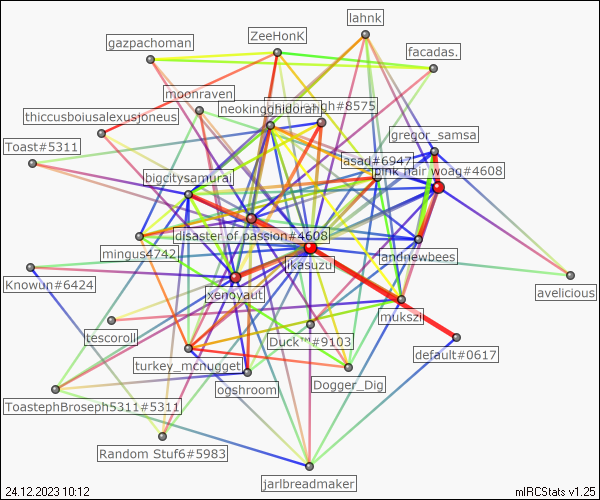 lahnk
ZeeHonK
gazpachoman
facadas.
moonraven
neokingghidorah
igh#8575
thiccusboiusalexusjoneus
gregor_samsa
Toast#5311
asad#6947
pink hair woag#4608
bigcitysamurai
disaster of passion#4608
mingus4742
ikasuzu
landnewbees
Knowun#6424
xenoyaut
avelicious
mukszi
tescoroll
Duck™#9103
default#0617
turkey_mcnugget
Dogger_Dig
ogshroom
ToastephBroseph5311#5311
Random Stuf6#5983
jarlbreadmaker
24.12.2023 10:12
mIRCStats v1.25